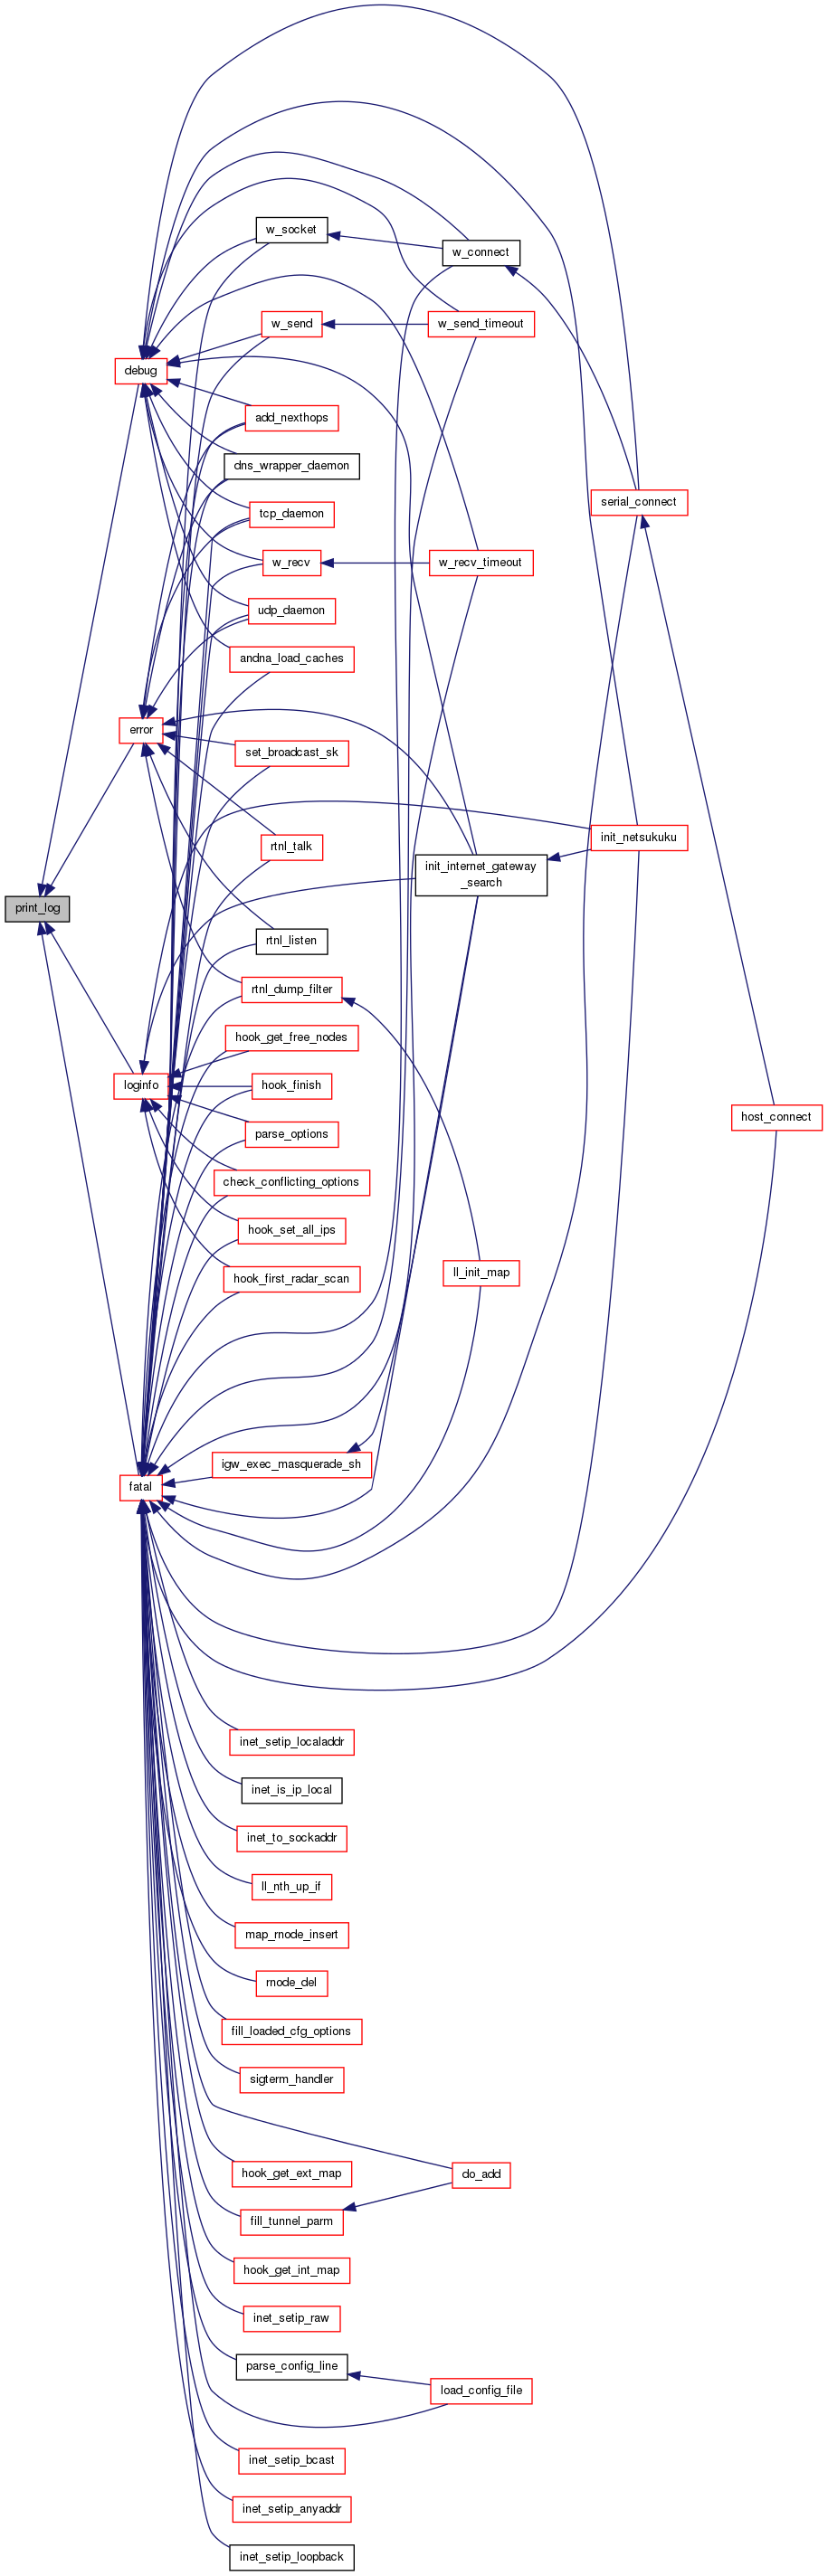 w_socket
w_connect
w_send
w_send_timeout
debug
add_nexthops
dns_wrapper_daemon
serial_connect
tcp_daemon
w_recv
w_recv_timeout
udp_daemon
andna_load_caches
error
set_broadcast_sk
init_netsukuku
rtnl_talk
init_internet_gateway
_search
print_log
rtnl_listen
rtnl_dump_filter
hook_get_free_nodes
loginfo
hook_finish
host_connect
parse_options
check_conflicting_options
hook_set_all_ips
hook_first_radar_scan
ll_init_map
igw_exec_masquerade_sh
fatal
inet_setip_localaddr
inet_is_ip_local
inet_to_sockaddr
ll_nth_up_if
map_rnode_insert
rnode_del
fill_loaded_cfg_options
sigterm_handler
hook_get_ext_map
do_add
fill_tunnel_parm
hook_get_int_map
inet_setip_raw
parse_config_line
load_config_file
inet_setip_bcast
inet_setip_anyaddr
inet_setip_loopback